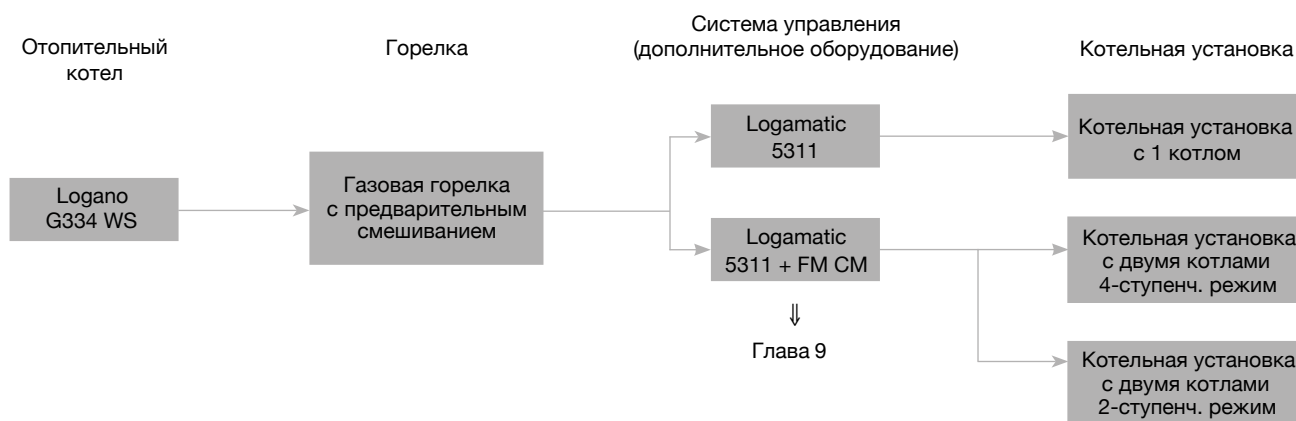 Отопительный
котел
Горелка
Система управления
(дополнительное оборудование)
Котельная установка
Logano
G334 WS
Газовая горелка
с предварительным
смешиванием
Logamatic
5311
Logamatic
5311 + FM CM
Глава 9
Котельная установка
с 1 котлом
Котельная установка
с двумя котлами
4-ступенч. режим
Котельная установка
с двумя котлами
2-ступенч. режим